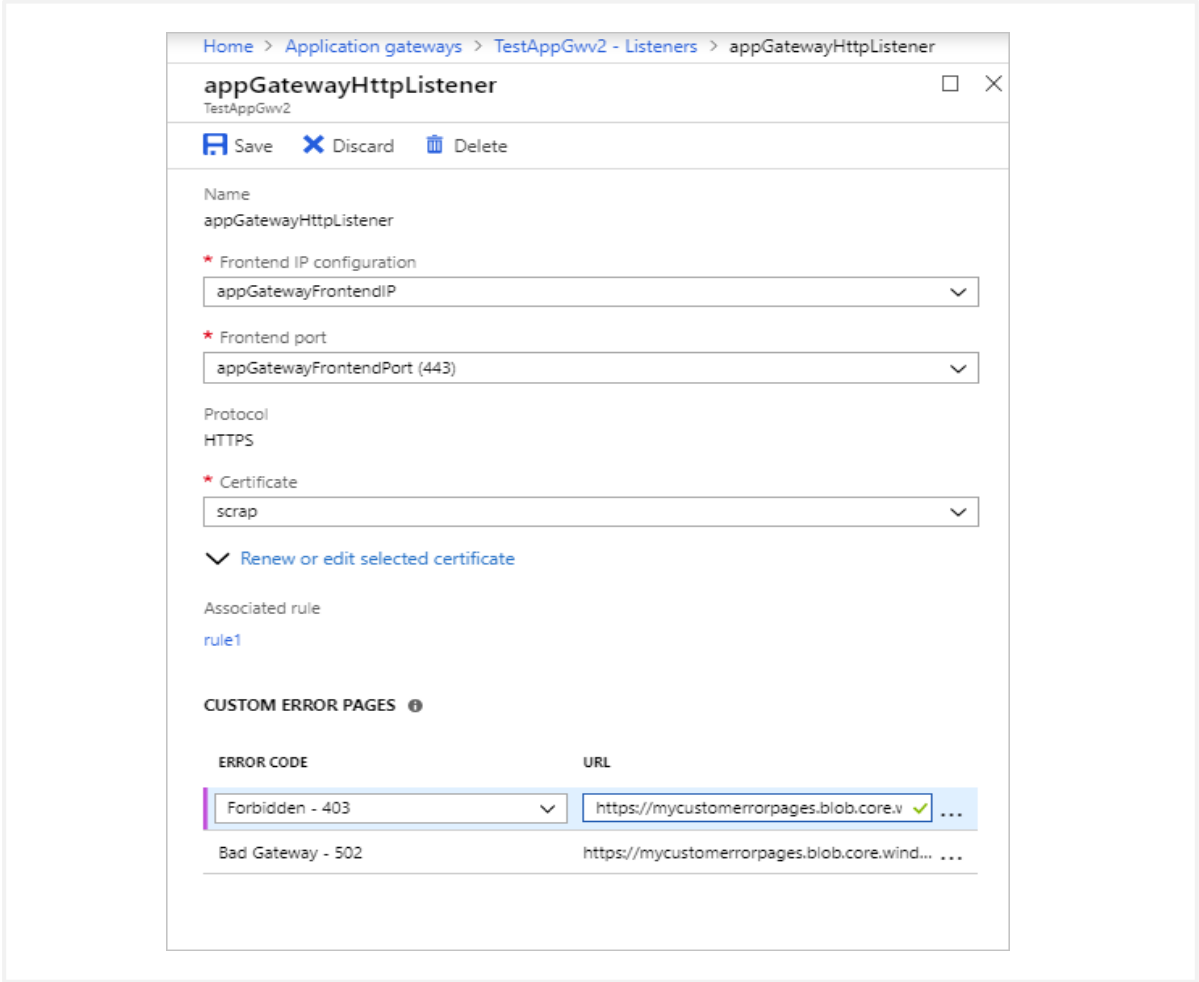 Home > Application gateways > TestAppGwv2 - Listeners > appGatewayHttpListener
appGatewayHttpListener
TestAppGwv2
Save Discard Delete
Name
appGatewayHttpListener
* Frontend IP configuration
appGatewayFrontendIP
* Frontend port
appGatewayFrontendPort (443)
Protocol
HTTPS
* Certificate
scrap
Renew or edit selected certificate
Associated rule
rule1
CUSTOM ERROR PAGES
ERROR CODE URL
Forbidden - 403 https://mycustomerrorpages.blob.core.v ...
Bad Gateway - 502 https://mycustomerrorpages.blob.core.wind... ...